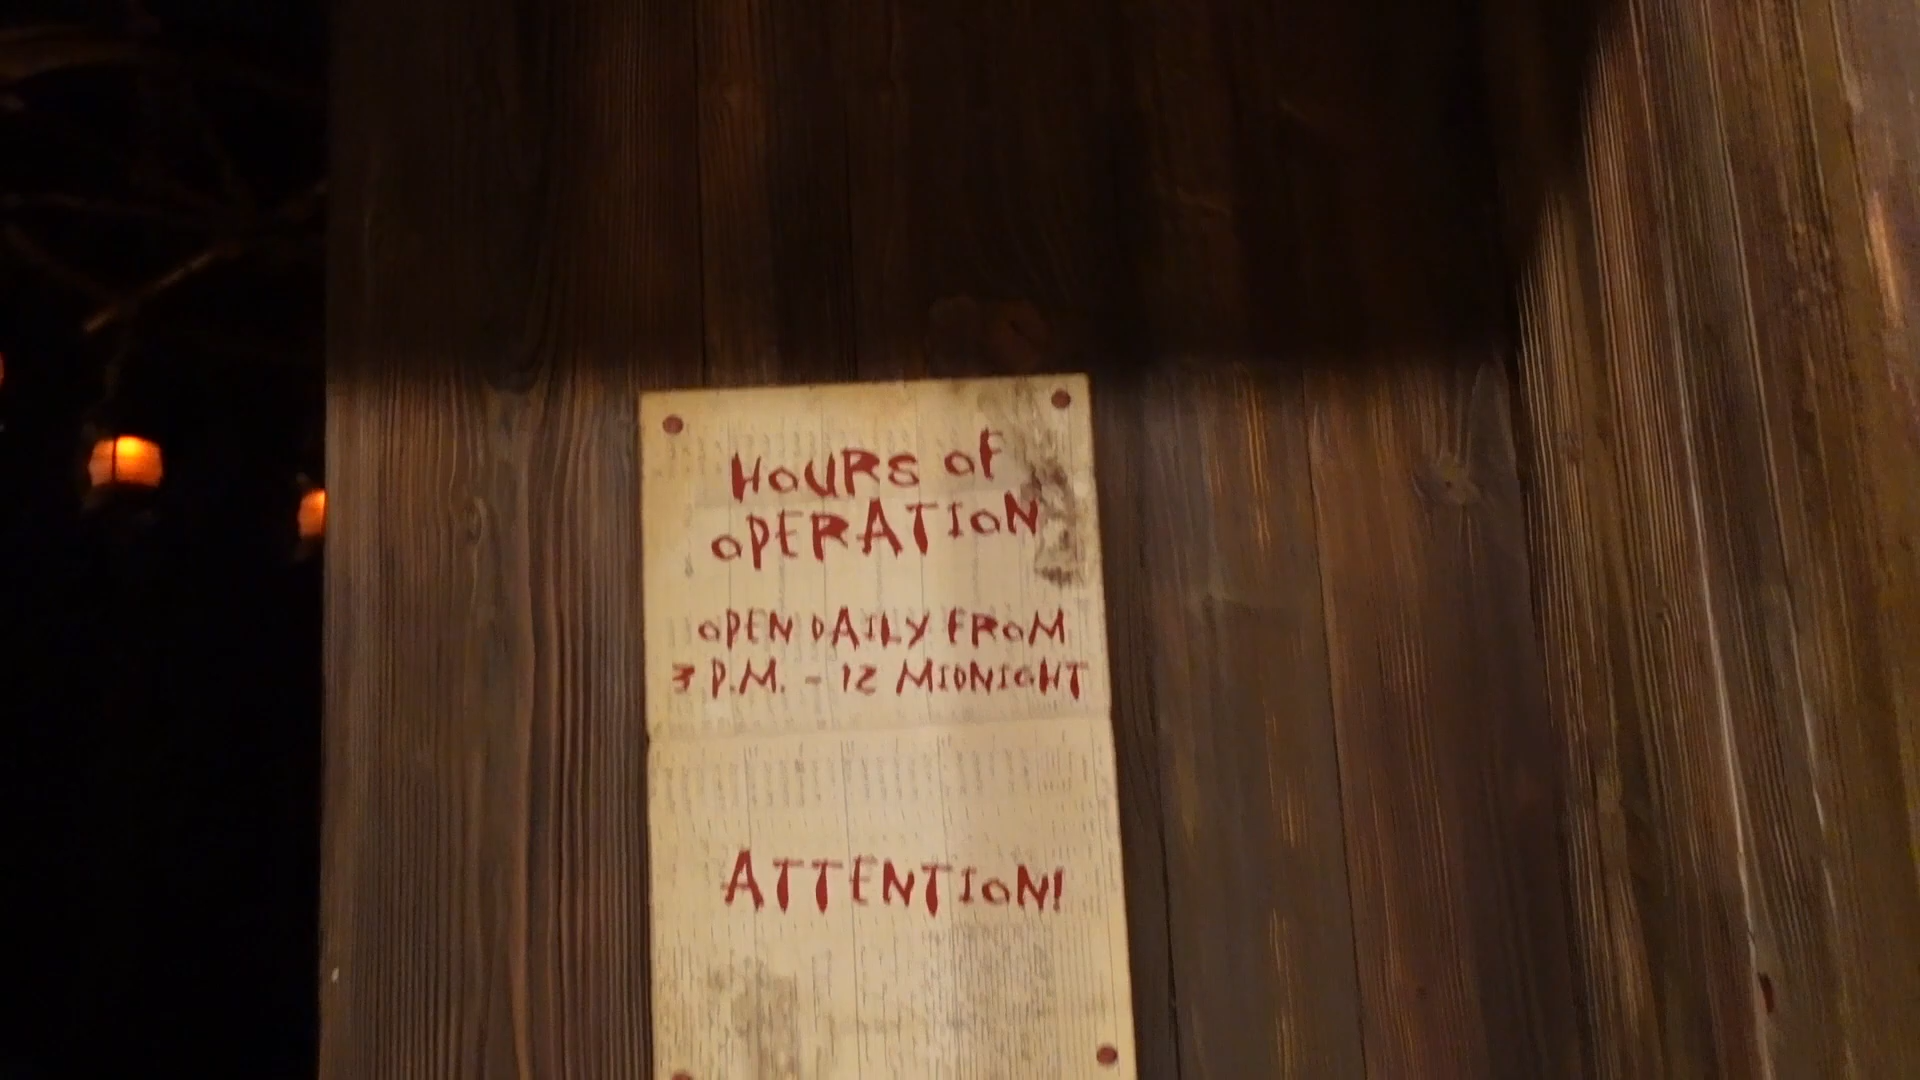 HOURS OF
OPERATION
OPEN DAILY FROM
3 P.M. - 12 MIDNIGHT
ATTENTION!